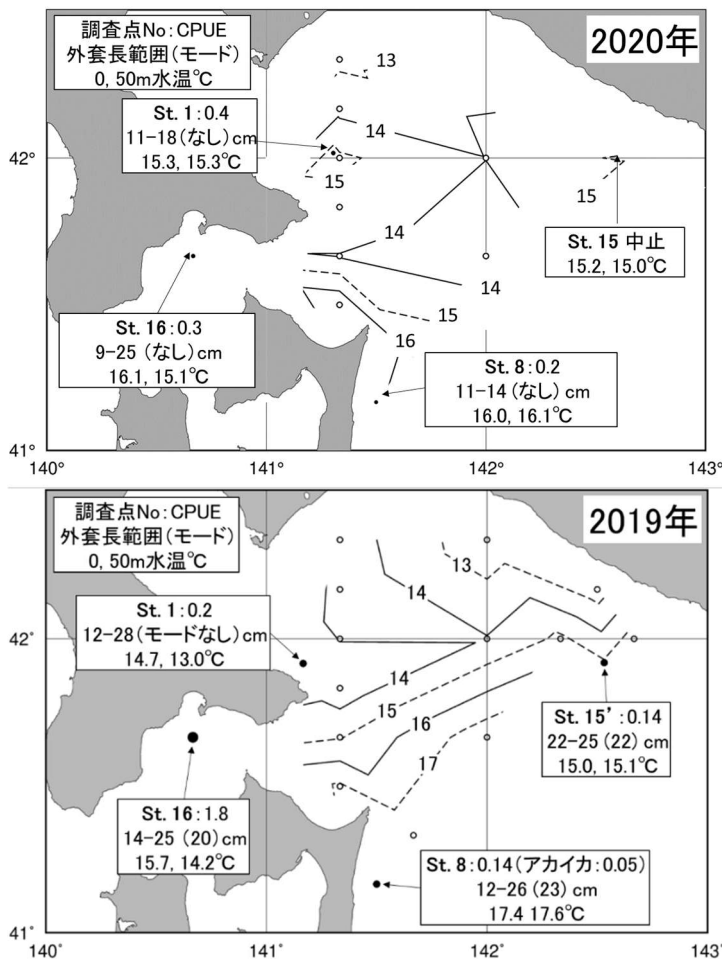 調査点No:CPUE
外套長範囲(モード)
0, 50m水温℃
2020年
13
St. 1:0.4
11-18(なし)cm
15.3, 15.3℃
14
42°
15
15
14
St. 15 中止
15.2, 15.0℃
14
15
St. 16:0.3
9-25 (なし)cm
16.1, 15.1℃
16
St. 8:0.2
11-14(なし)cm
16.0, 16.1℃
41°
140°
141°
142°
143°
調査点No:CPUE
外套長範囲(モード)
0, 50m水温℃
2019年
13
14
St. 1:0.2
12-28(モードなし)cm
14.7, 13.0℃
42°
14
15
16
17
St. 15’:0.14
22-25 (22) cm
15.0, 15.1℃
St. 16:1.8
14-25 (20)cm
15.7, 14.2℃
St. 8:0.14(アカイカ:0.05)
12-26(23) cm
17.4 17.6℃
41°
140°
141°
142°
143°